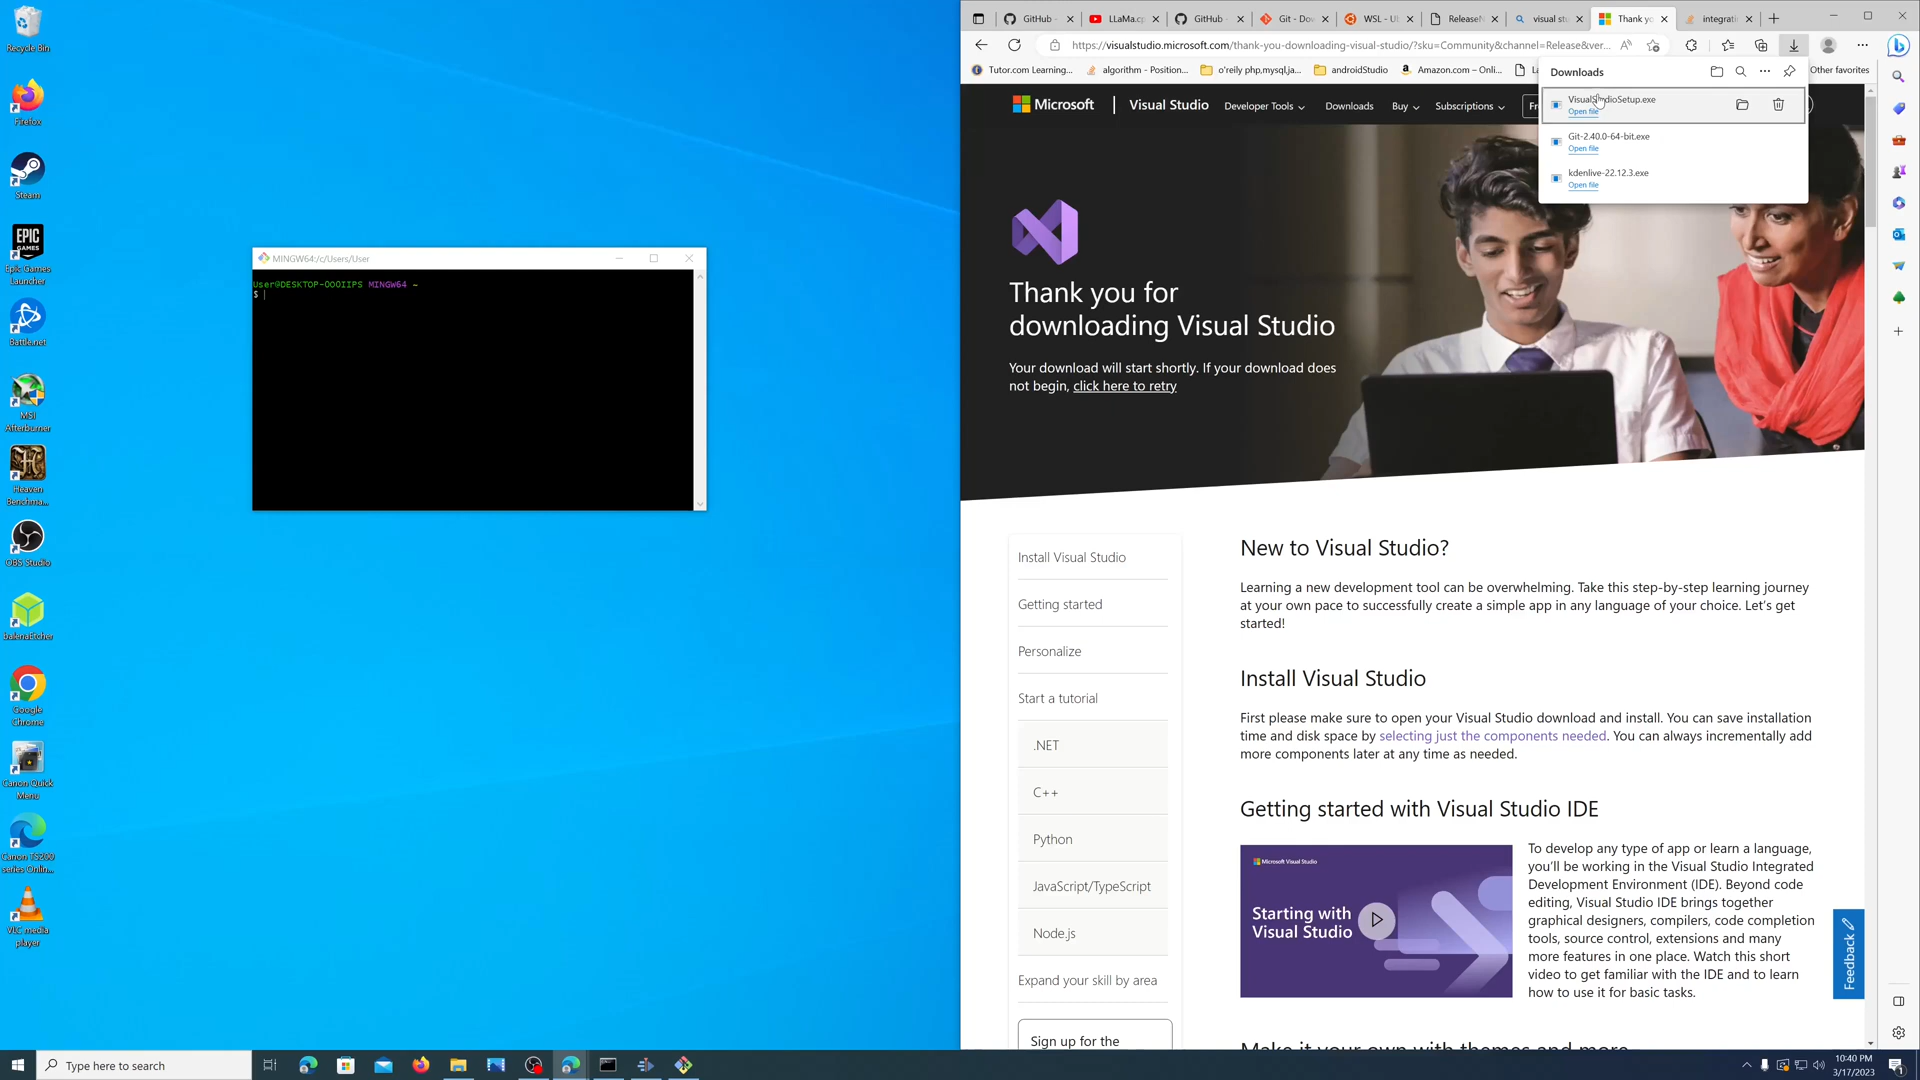 Recycle Bin
Firefox
Steam
EPIC
GAMES
Epic Games
Launcher
Battle.net
MSI
Afterburner
Heaven
Benchma...
OBS Studio
balenaEtcher
Google
Chrome
Canon Quick
Menu
Canon TS200
series Onlin...
VLC media
player
MINGW64:/c/Users/User
User@DESKTOP-OOOIIPS MINGW64 ~
$
GitHub -
LLaMa.cp
GitHub -
Git - Dow
WSL - U
ReleaseN
visual stu
Thank yo
integrati
https://visualstudio.microsoft.com/thank-you-downloading-visual-studio/?sku=Community&channel=Release&ver...
Tutor.com Learning...
algorithm - Position...
o'reily php,mysql,ja...
androidStudio
Amazon.com – Onli...
Other favorites
Downloads
VisualStudioSetup.exe
Open file
Git-2.40.0-64-bit.exe
Open file
kdenlive-22.12.3.exe
Open file
Microsoft
Visual Studio
Developer Tools
Downloads
Buy
Subscriptions
Thank you for
downloading Visual Studio
Your download will start shortly. If your download does
not begin, click here to retry
Install Visual Studio
Getting started
Personalize
Start a tutorial
.NET
C++
Python
JavaScript/TypeScript
Node.js
Expand your skill by area
Sign up for the
New to Visual Studio?
Learning a new development tool can be overwhelming. Take this step-by-step learning journey
at your own pace to successfully create a simple app in any language of your choice. Let's get
started!
Install Visual Studio
First please make sure to open your Visual Studio download and install. You can save installation
time and disk space by selecting just the components needed. You can always incrementally add
more components later at any time as needed.
Getting started with Visual Studio IDE
Microsoft Visual Studio
Starting with
Visual Studio
To develop any type of app or learn a language,
you'll be working in the Visual Studio Integrated
Development Environment (IDE). Beyond code
editing, Visual Studio IDE brings together
graphical designers, compilers, code completion
tools, source control, extensions and many
more features in one place. Watch this short
video to get familiar with the IDE and to learn
how to use it for basic tasks.
Make it your own with themes and more
Feedback
Type here to search
10:40 PM
3/17/2023